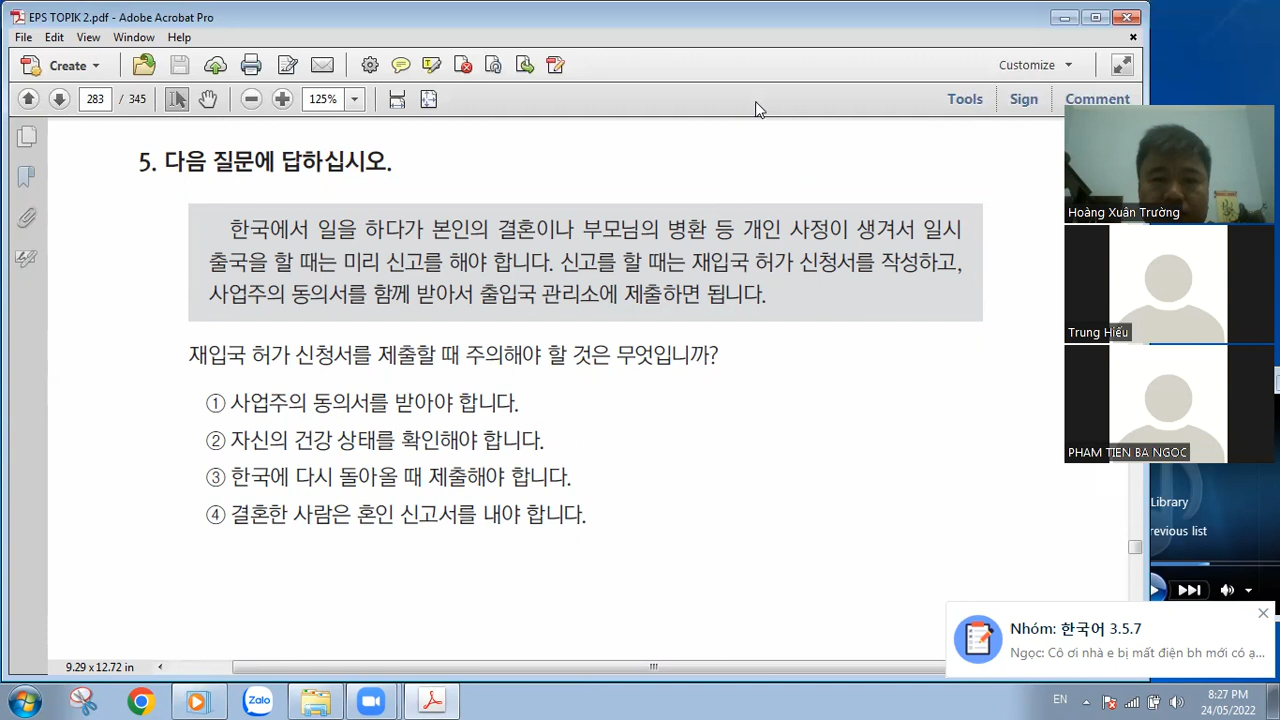 EPS TOPIK 2.pdf - Adobe Acrobat Pro
File Edit View Window Help
Create
Customize
283 / 345
125%
Tools Sign Comment
5. 다음 질문에 답하십시오.
한국에서 일을 하다가 본인의 결혼이나 부모님의 병환 등 개인 사정이 생겨서 일시
출국을 할 때는 미리 신고를 해야 합니다. 신고를 할 때는 재입국 허가 신청서를 작성하고,
사업주의 동의서를 함께 받아서 출입국 관리소에 제출하면 됩니다.
재입국 허가 신청서를 제출할 때 주의해야 할 것은 무엇입니까?
① 사업주의 동의서를 받아야 합니다.
② 자신의 건강 상태를 확인해야 합니다.
③ 한국에 다시 돌아올 때 제출해야 합니다.
④ 결혼한 사람은 혼인 신고서를 내야 합니다.
9.29 x 12.72 in
Hoàng Xuân Trường
Trung Hiếu
PHAM TIEN BA NGOC
Library
revious list
Nhóm: 한국어 3.5.7
Ngọc: Cô ơi nhà e bị mất điện bh mới có ạ...
Zalo
EN
8:27 PM
24/05/2022